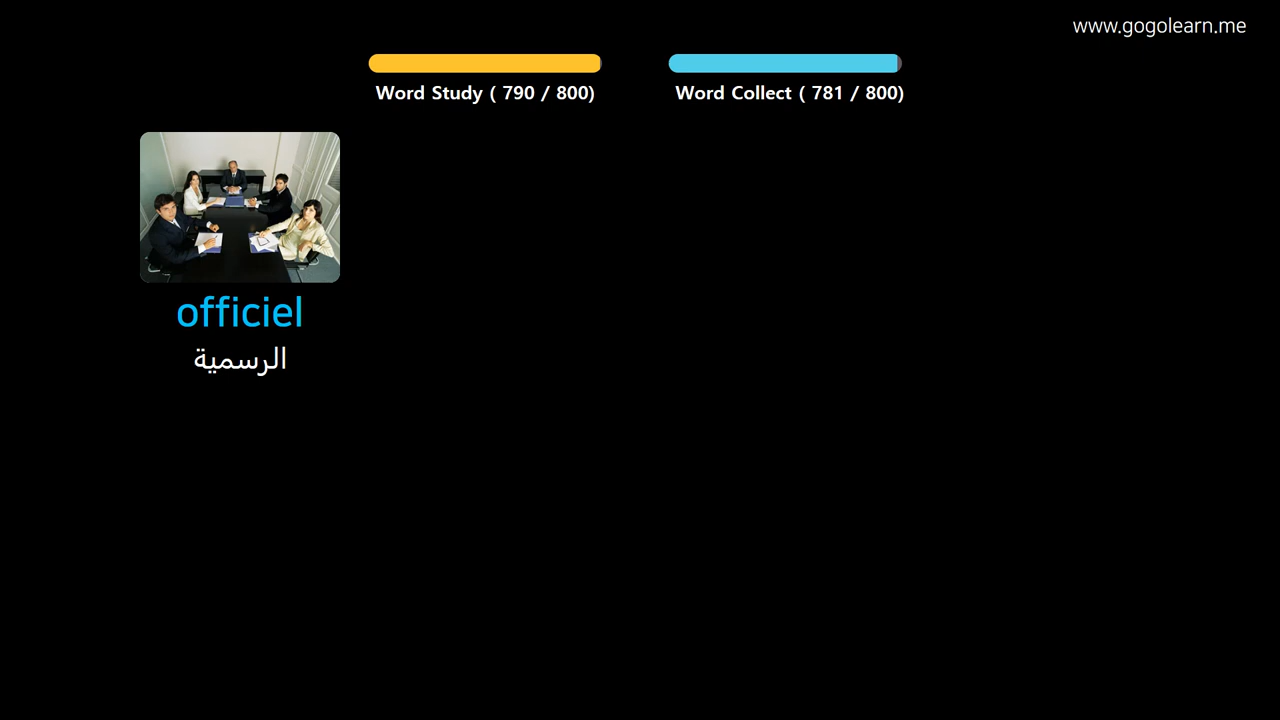 www.gogolearn.me
Word Study ( 790 / 800)
Word Collect ( 781 / 800)
officiel
الرسمية